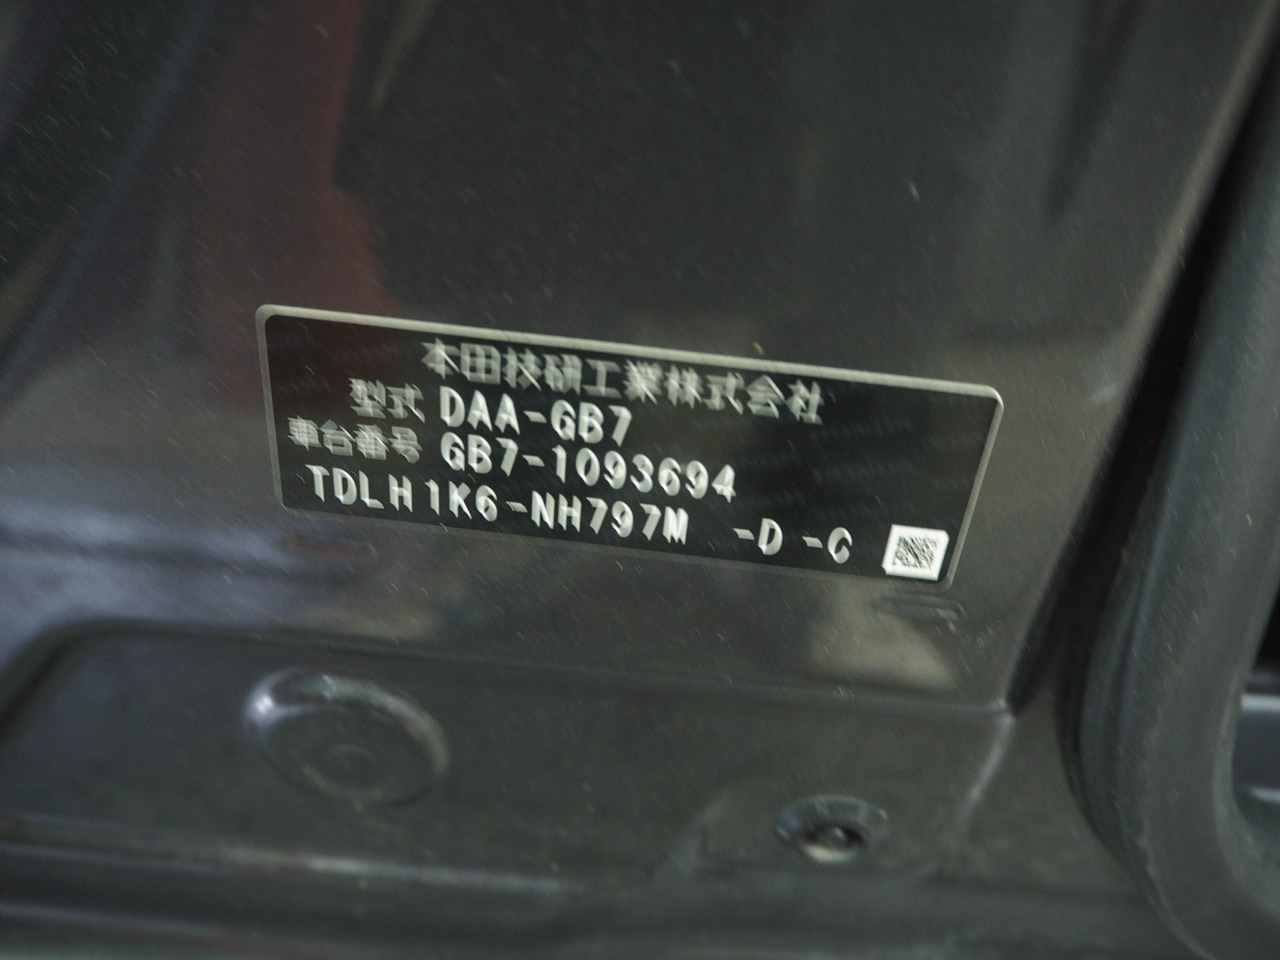 本田技研工業株式会社
型式 DAA-GB7
車台番号 GB7-1093694
TDLH1K6-NH797M -D -C